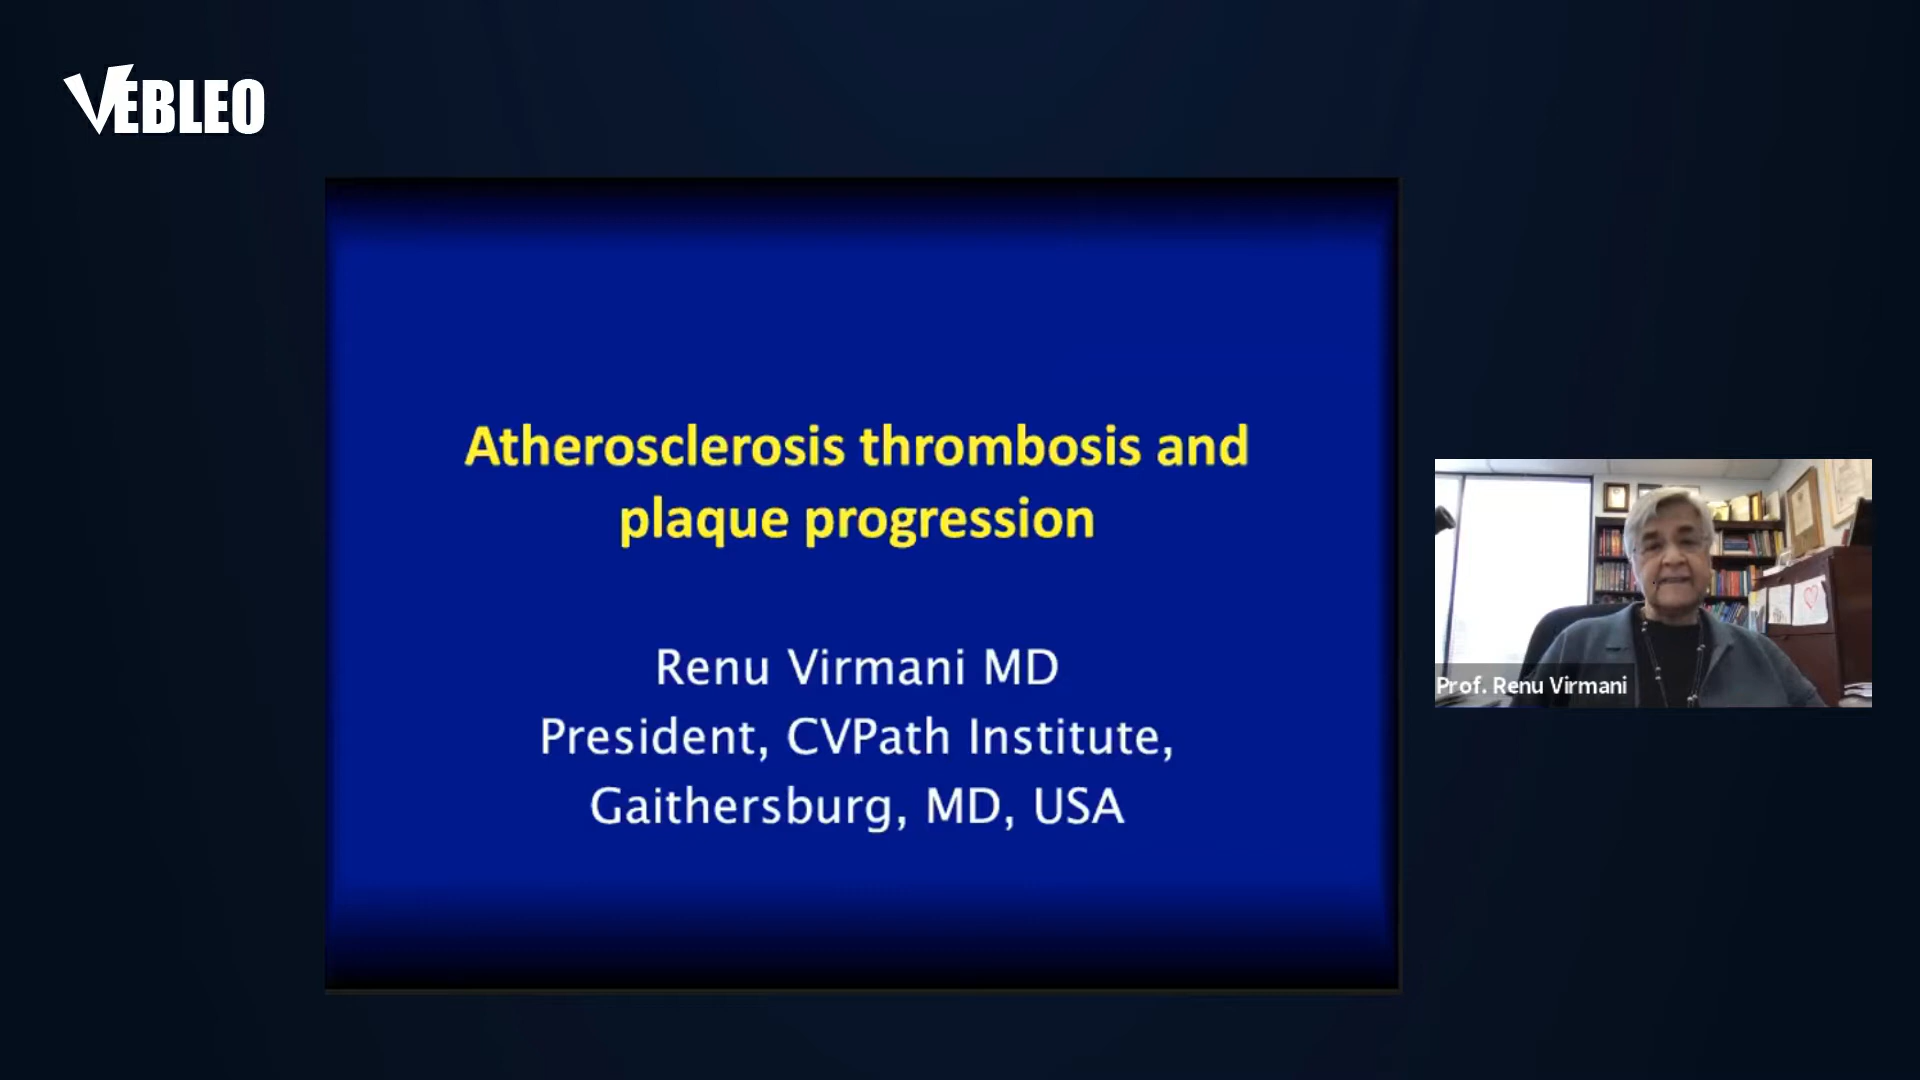 VEBLEO
Atherosclerosis thrombosis and
plaque progression
Renu Virmani MD
President, CVPath Institute,
Gaithersburg, MD, USA
Prof. Renu Virmani